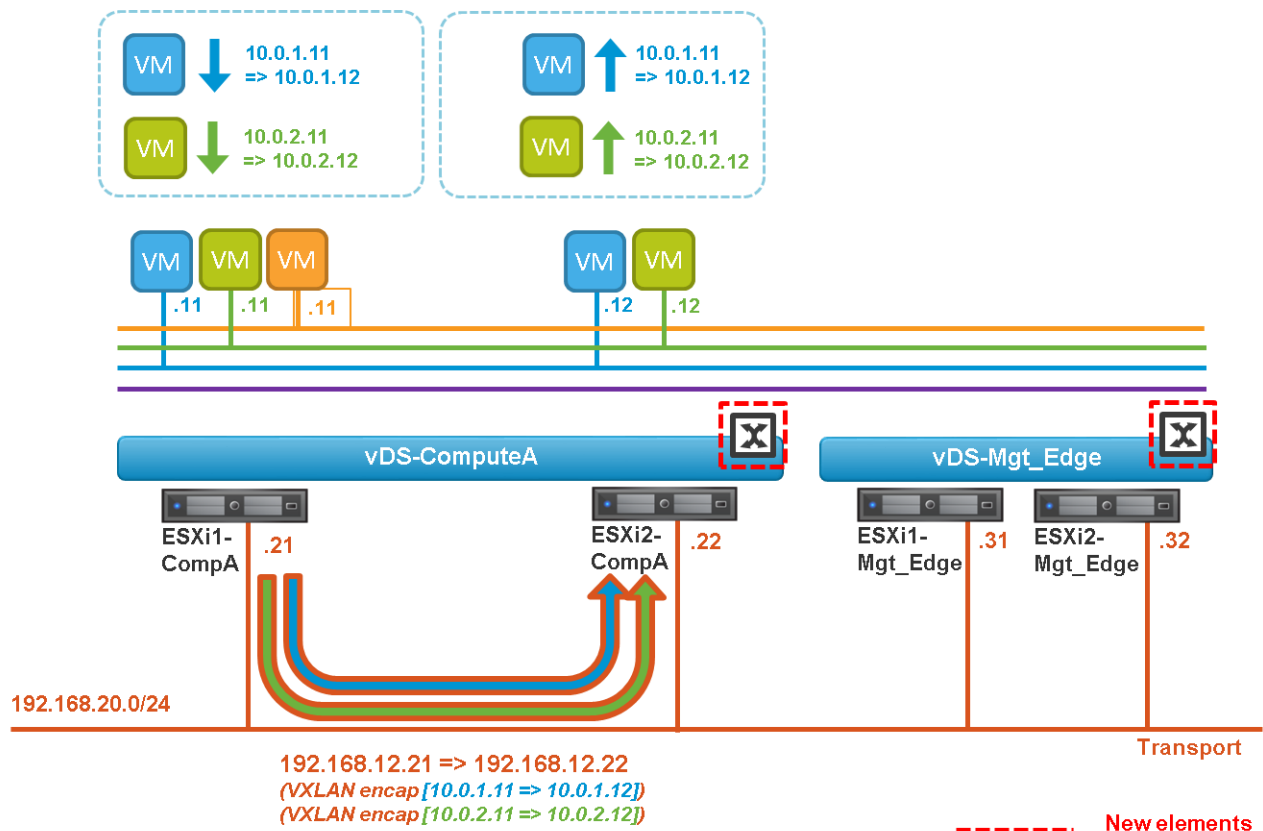 VM
10.0.1.11
=> 10.0.1.12
VM
10.0.1.11
=> 10.0.1.12
VM
10.0.2.11
=> 10.0.2.12
VM
10.0.2.11
=> 10.0.2.12
VM
VM
VM
VM
VM
.11
.11
.11
.12
.12
vDS-ComputeA
vDS-Mgt_Edge
ESXi1-
CompA
.21
ESXi2-
CompA
.22
ESXi1-
Mgt_Edge
.31
ESXi2-
Mgt_Edge
.32
192.168.20.0/24
Transport
192.168.12.21 => 192.168.12.22
(VXLAN encap [10.0.1.11 => 10.0.1.12])
(VXLAN encap [10.0.2.11 => 10.0.2.12])
New elements